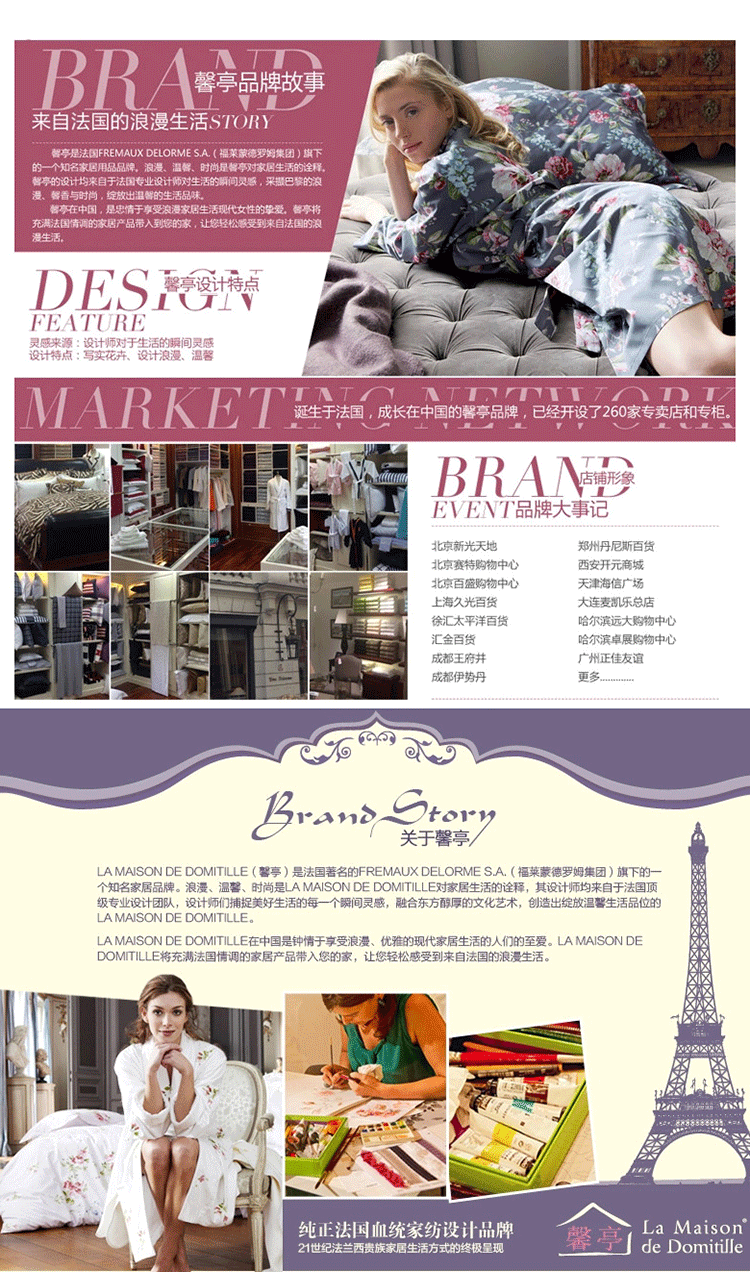 BRAND
馨亭品牌故事
来自法国的浪漫生活STORY
馨亭是法国FREMAUX DELORME S.A.（福莱蒙德罗姆集团）旗下
的一个知名家居用品品牌。浪漫、温馨、时尚是馨亭对家居生活的诠释。
馨亭的设计均来自于法国专业设计师对生活的瞬间灵感，采撷巴黎的浪
漫、馨香与时尚，绽放出温馨的生活品味。
馨亭在中国，是忠情于享受浪漫家居生活现代女性的挚爱。馨亭将
充满法国情调的家居产品带入到您的家，让您轻松感受到来自法国的浪
漫生活。
DESIGN
馨亭设计特点
FEATURE
灵感来源：设计师对于生活的瞬间灵感
设计特点：写实花卉、设计浪漫、温馨
MARKETING NETWORK
诞生于法国，成长在中国的馨亭品牌，已经开设了260家专卖店和专柜。
BRAND
店铺形象
EVENT品牌大事记
北京新光天地
郑州丹尼斯百货
北京赛特购物中心
西安开元商城
北京百盛购物中心
天津海信广场
上海久光百货
大连麦凯乐总店
徐汇太平洋百货
哈尔滨远大购物中心
汇金百货
哈尔滨卓展购物中心
成都王府井
广州正佳友谊
成都伊势丹
更多.............
Brand Story
关于馨亭
LA MAISON DE DOMITILLE（馨亭）是法国著名的FREMAUX DELORME S.A.（福莱蒙德罗姆集团）旗下的一
个知名家居品牌。浪漫、温馨、时尚是LA MAISON DE DOMITILLE对家居生活的诠释，其设计师均来自于法国顶
级专业设计团队，设计师们捕捉美好生活的每一个瞬间灵感，融合东方醇厚的文化艺术，创造出绽放温馨生活品位的
LA MAISON DE DOMITILLE。
LA MAISON DE DOMITILLE在中国是钟情于享受浪漫、优雅的现代家居生活的人们的至爱。LA MAISON DE
DOMITILLE将充满法国情调的家居产品带入您的家，让您轻松感受到来自法国的浪漫生活。
纯正法国血统家纺设计品牌
21世纪法兰西贵族家居生活方式的终极呈现
馨亭
La Maison
de Domitille